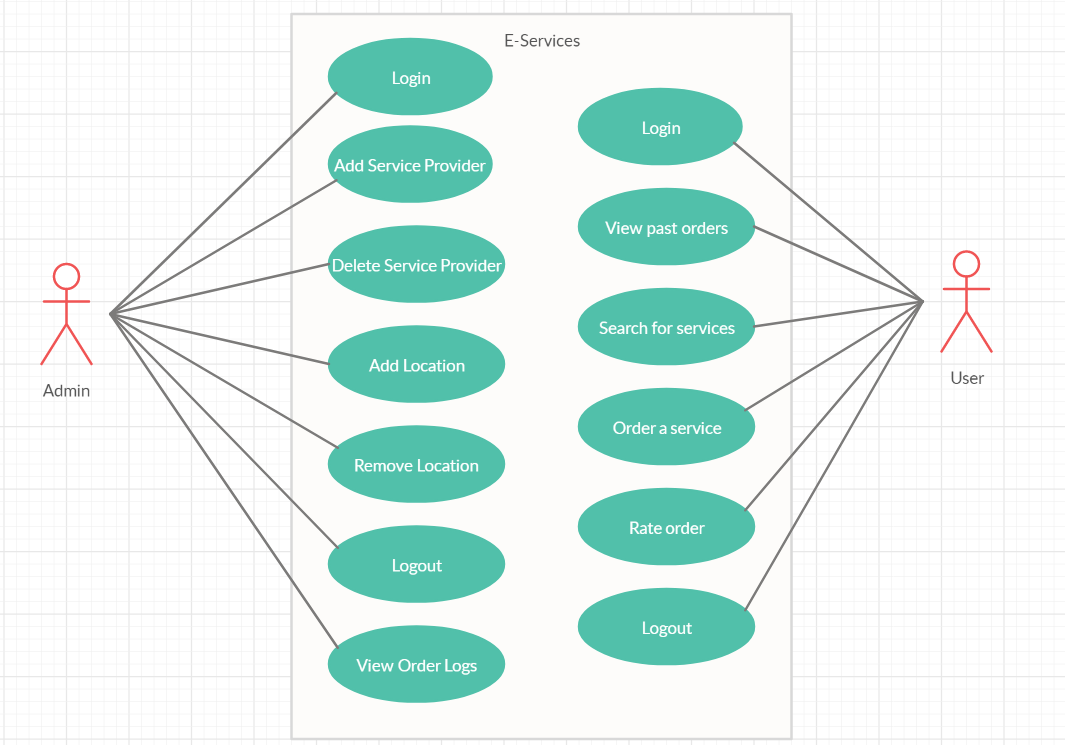 E-Services
Login
Add Service Provider
Delete Service Provider
Add Location
Remove Location
Logout
View Order Logs
Login
View past orders
Search for services
Order a service
Rate order
Logout
Admin
User